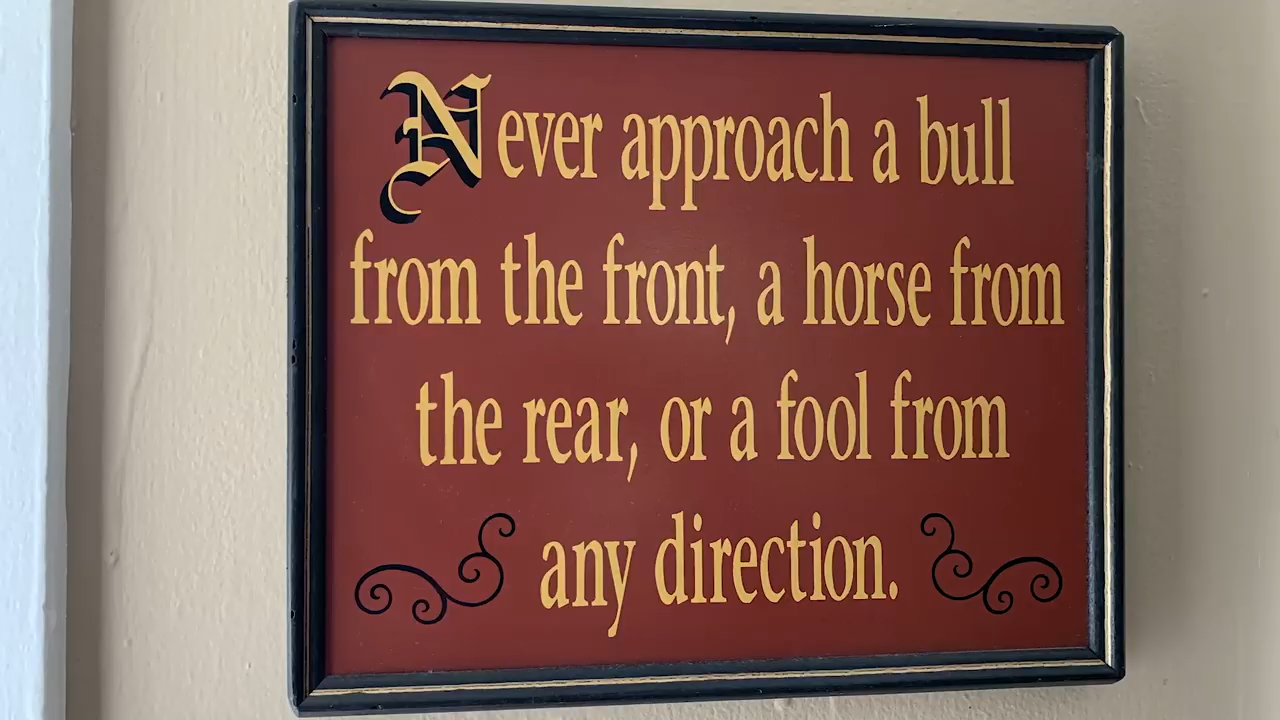 Never approach a bull
from the front, a horse from
the rear, or a fool from
any direction.